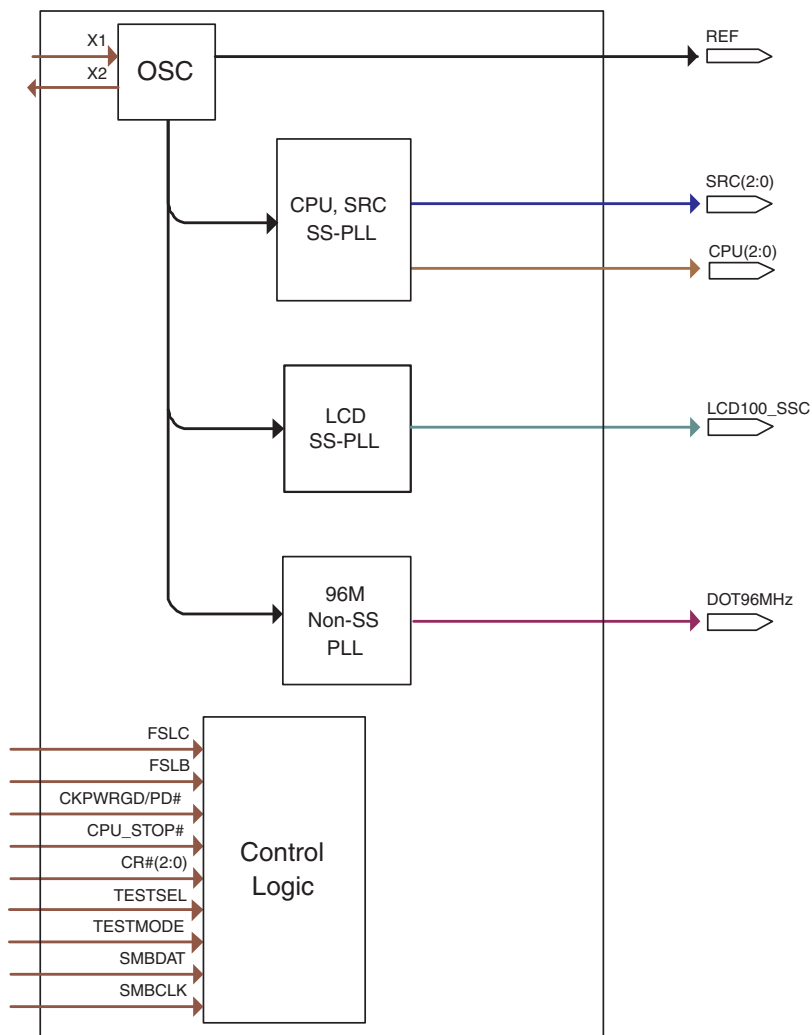 X1
X2
OSC
REF
CPU, SRC
SS-PLL
SRC(2:0)
CPU(2:0)
LCD
SS-PLL
LCD100_SSC
96M
Non-SS
PLL
DOT96MHz
FSLC
FSLB
CKPWRGD/PD#
CPU_STOP#
CR#(2:0)
TESTSEL
TESTMODE
SMBDAT
SMBCLK
Control
Logic